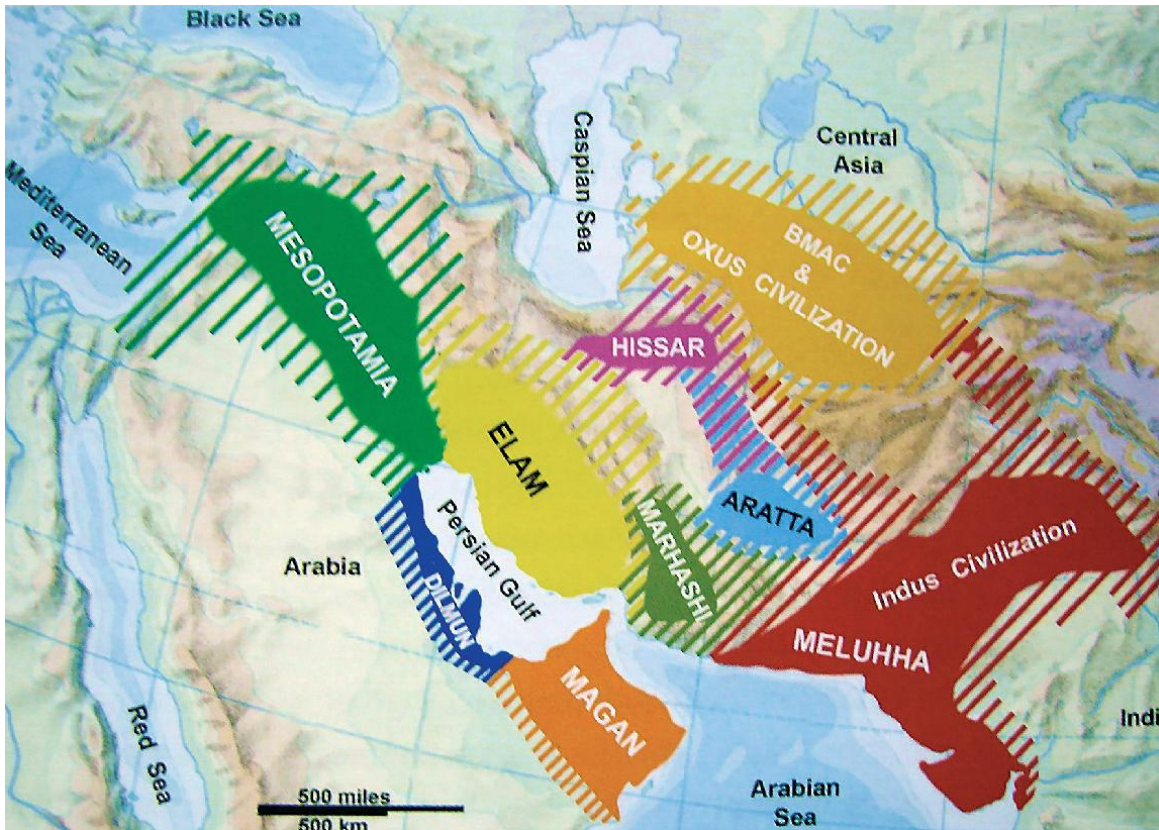 Black Sea
Caspian Sea
Central
Asia
Mediterranean
Sea
MESOPOTAMIA
BMAC
&
OXUS CIVILIZATION
HISSAR
ELAM
ARATTA
MARHASHI
Persian Gulf
Arabia
DILMUN
Indus Civilization
MELUHHA
MAGAN
Red Sea
Indi
Arabian
Sea
500 miles
500 km